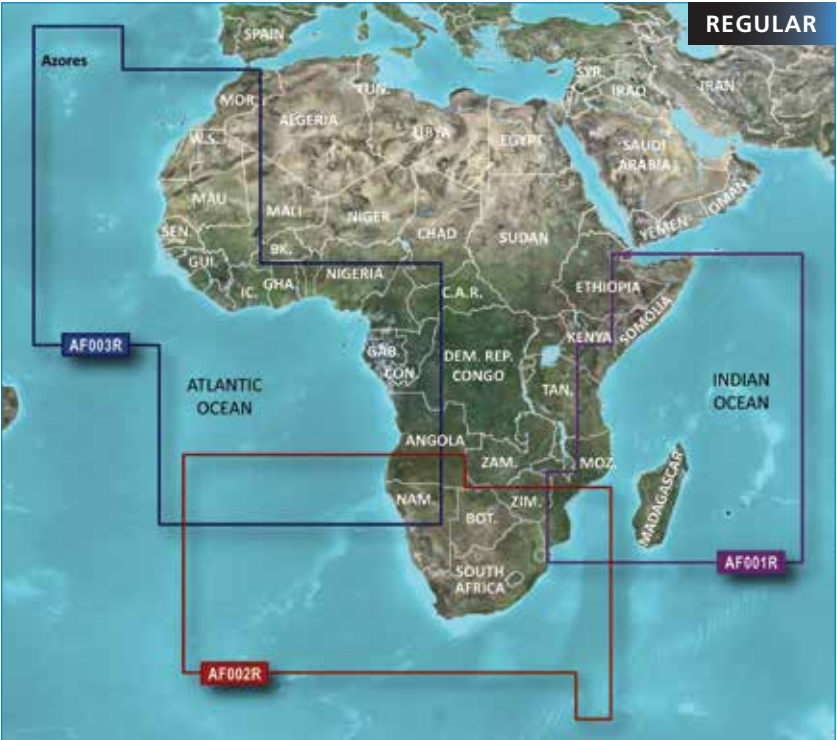 REGULAR
SPAIN
Azores
SYR.
IRAQ
IRAN
TUN.
MOR.
ALGERIA
LIBYA
EGYPT
SAUDI
ARABIA
W.S.
MAU
MALI
NIGER
CHAD
SUDAN
OMAN
YEMEN
SEN.
GUI.
BK.
IC.
GHA.
NIGERIA
C.A.R.
ETHIOPIA
SOMOLIA
KENYA
AF003R
GAB.
CON.
DEM. REP.
CONGO
TAN.
ATLANTIC
OCEAN
INDIAN
OCEAN
ANGOLA
ZAM.
MOZ.
MADAGASCAR
NAM.
ZIM.
BOT.
SOUTH
AFRICA
AF001R
AF002R